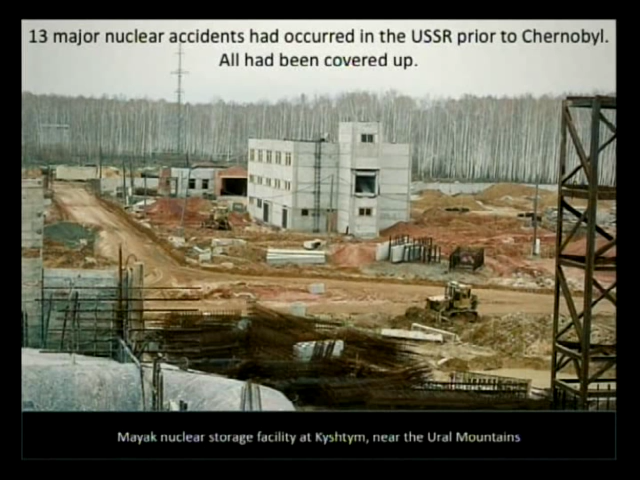 13 major nuclear accidents had occurred in the USSR prior to Chernobyl.
All had been covered up.
Mayak nuclear storage facility at Kyshtym, near the Ural Mountains